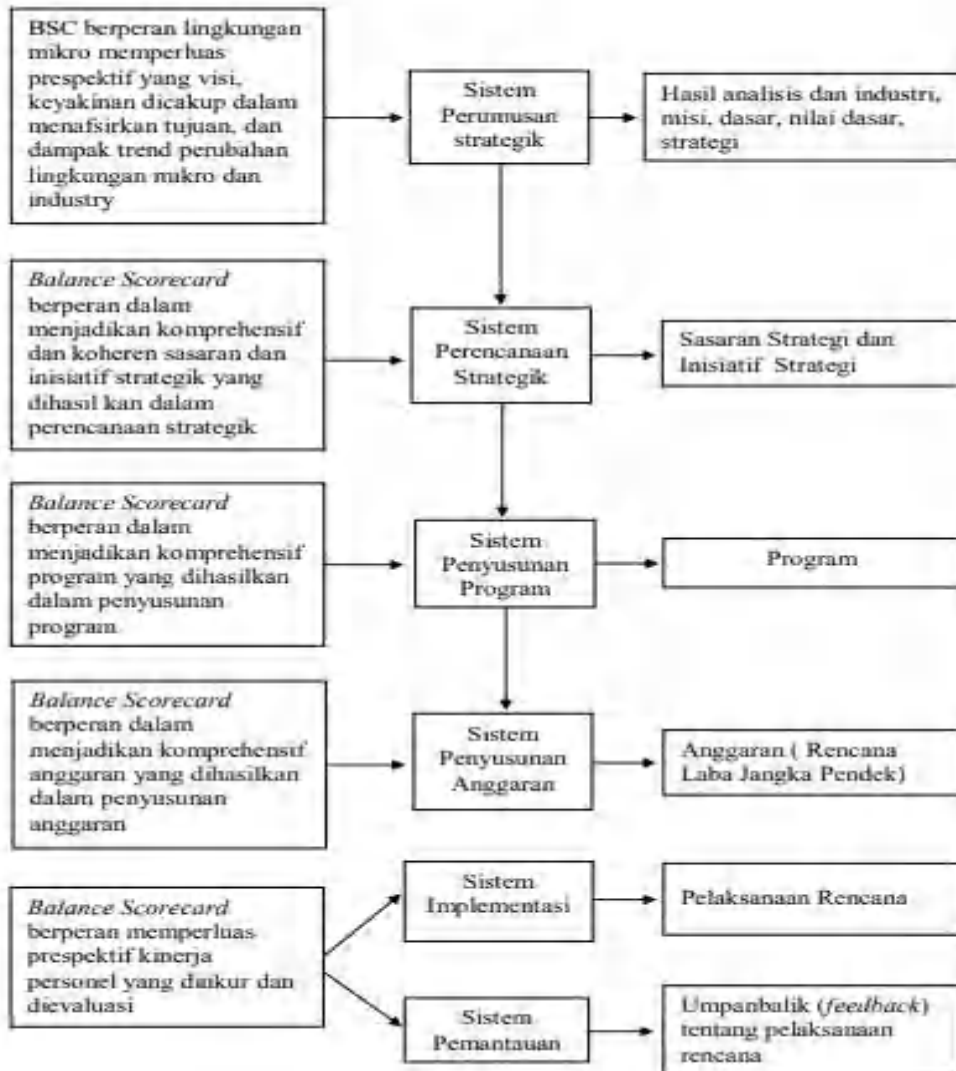 BSC berperan lingkungan
mikro memperluas
prespektif yang visi,
keyakinan dicakup dalam
menafsirkan tujuan, dan
dampak trend perubahan
lingkungan mikro dan
industry
Sistem
Perumusan
strategik
Hasil analisis dan industri,
misi, dasar, nilai dasar,
strategi
Balance Scorecard
berperan dalam
menjadikan komprehensif
dan koheren sasaran dan
inisiatif strategik yang
dihasil kan dalam
perencanaan strategik
Sistem
Perencanaan
Strategik
Sasaran Strategi dan
Inisiatif Strategi
Balance Scorecard
berperan dalam
menjadikan komprehensif
program yang dihasilkan
dalam penyusunan
program
Sistem
Penyusunan
Program
Program
Balance Scorecard
berperan dalam
menjadikan komprehensif
anggaran yang dihasilkan
dalam penyusunan
anggaran
Sistem
Penyusunan
Anggaran
Anggaran ( Rencana
Laba Jangka Pendek)
Balance Scorecard
berperan memperluas
prespektif kinerja
personel yang diukur dan
dievaluasi
Sistem
Implementasi
Pelaksanaan Rencana
Sistem
Pemantauan
Umpanbalik (feedback)
tentang pelaksanaan
rencana